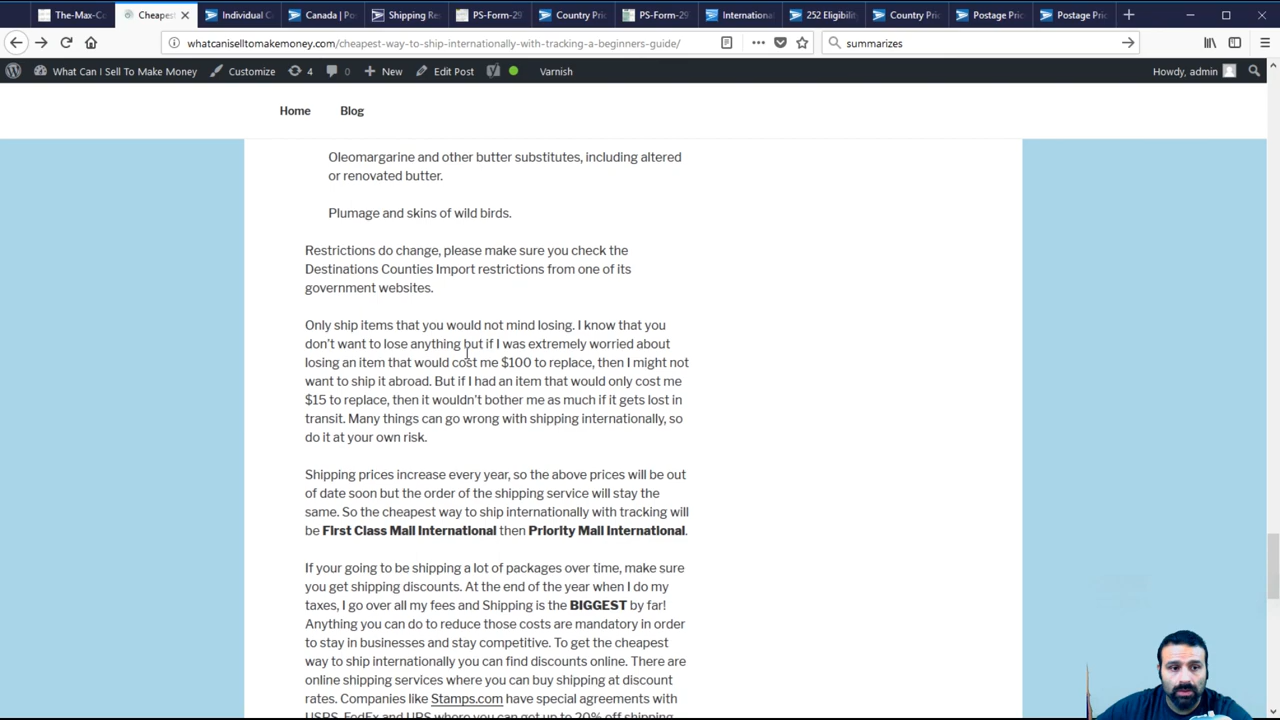 The-Max-Co
Cheapest
Individual C
Canada | Po
Shipping Re
PS-Form-29
Country Pri
PS-Form-29
International
252 Eligibili
Country Pri
Postage Pric
Postage Pric
whatcaniselltomakemoney.com/cheapest-way-to-ship-internationally-with-tracking-a-beginners-guide/
summarizes
What Can I Sell To Make Money
Customize
4
0
New
Edit Post
Varnish
Howdy, admin
Home
Blog
Oleomargarine and other butter substitutes, including altered
or renovated butter.
Plumage and skins of wild birds.
Restrictions do change, please make sure you check the
Destinations Counties Import restrictions from one of its
government websites.
Only ship items that you would not mind losing. I know that you
don't want to lose anything but if I was extremely worried about
losing an item that would cost me $100 to replace, then I might not
want to ship it abroad. But if I had an item that would only cost me
$15 to replace, then it wouldn't bother me as much if it gets lost in
transit. Many things can go wrong with shipping internationally, so
do it at your own risk.
Shipping prices increase every year, so the above prices will be out
of date soon but the order of the shipping service will stay the
same. So the cheapest way to ship internationally with tracking will
be First Class Mail International then Priority Mail International.
If your going to be shipping a lot of packages over time, make sure
you get shipping discounts. At the end of the year when I do my
taxes, I go over all my fees and Shipping is the BIGGEST by far!
Anything you can do to reduce those costs are mandatory in order
to stay in businesses and stay competitive. To get the cheapest
way to ship internationally you can find discounts online. There are
online shipping services where you can buy shipping at discount
rates. Companies like Stamps.com have special agreements with
USPS, FedEx and UPS where you can get up to 20% off shipping